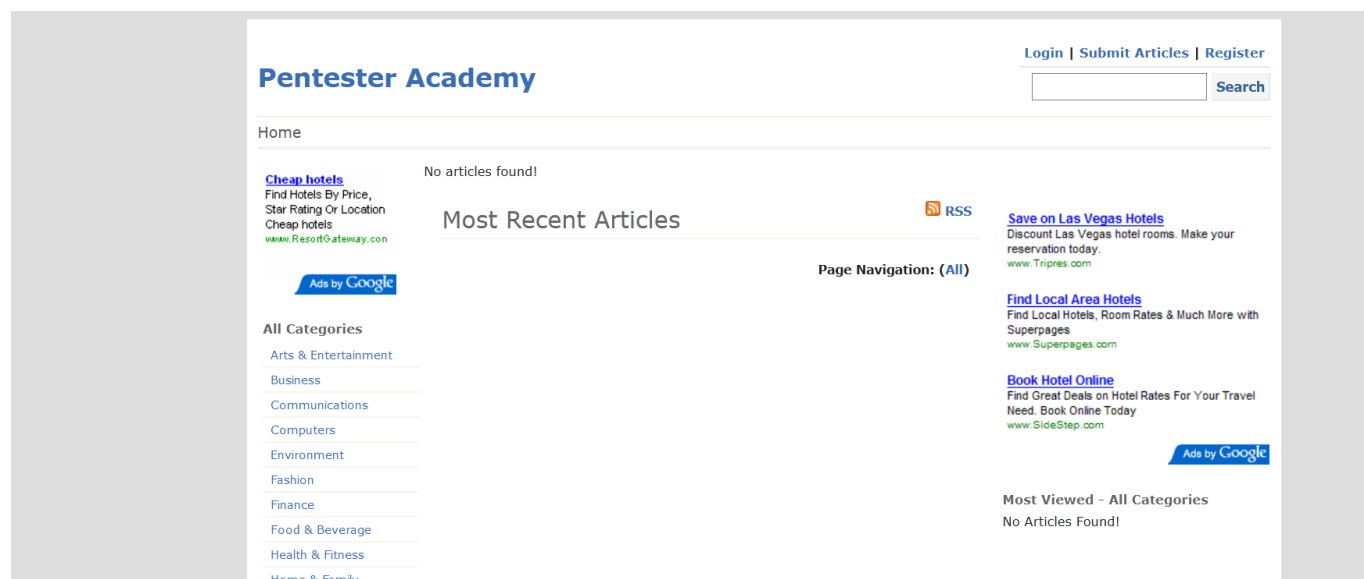 Login | Submit Articles | Register
Pentester Academy
Search
Home
Cheap hotels
Find Hotels By Price,
Star Rating Or Location
Cheap hotels
www.ResortGateway.con
Ads by Google
All Categories
Arts & Entertainment
Business
Communications
Computers
Environment
Fashion
Finance
Food & Beverage
Health & Fitness
Home & Family
No articles found!
Most Recent Articles
RSS
Page Navigation: (All)
Save on Las Vegas Hotels
Discount Las Vegas hotel rooms. Make your
reservation today.
www.Tripres.com
Find Local Area Hotels
Find Local Hotels, Room Rates & Much More with
Superpages
www.Superpages.com
Book Hotel Online
Find Great Deals on Hotel Rates For Your Travel
Need. Book Online Today
www.SideStep.com
Ads by Google
Most Viewed - All Categories
No Articles Found!